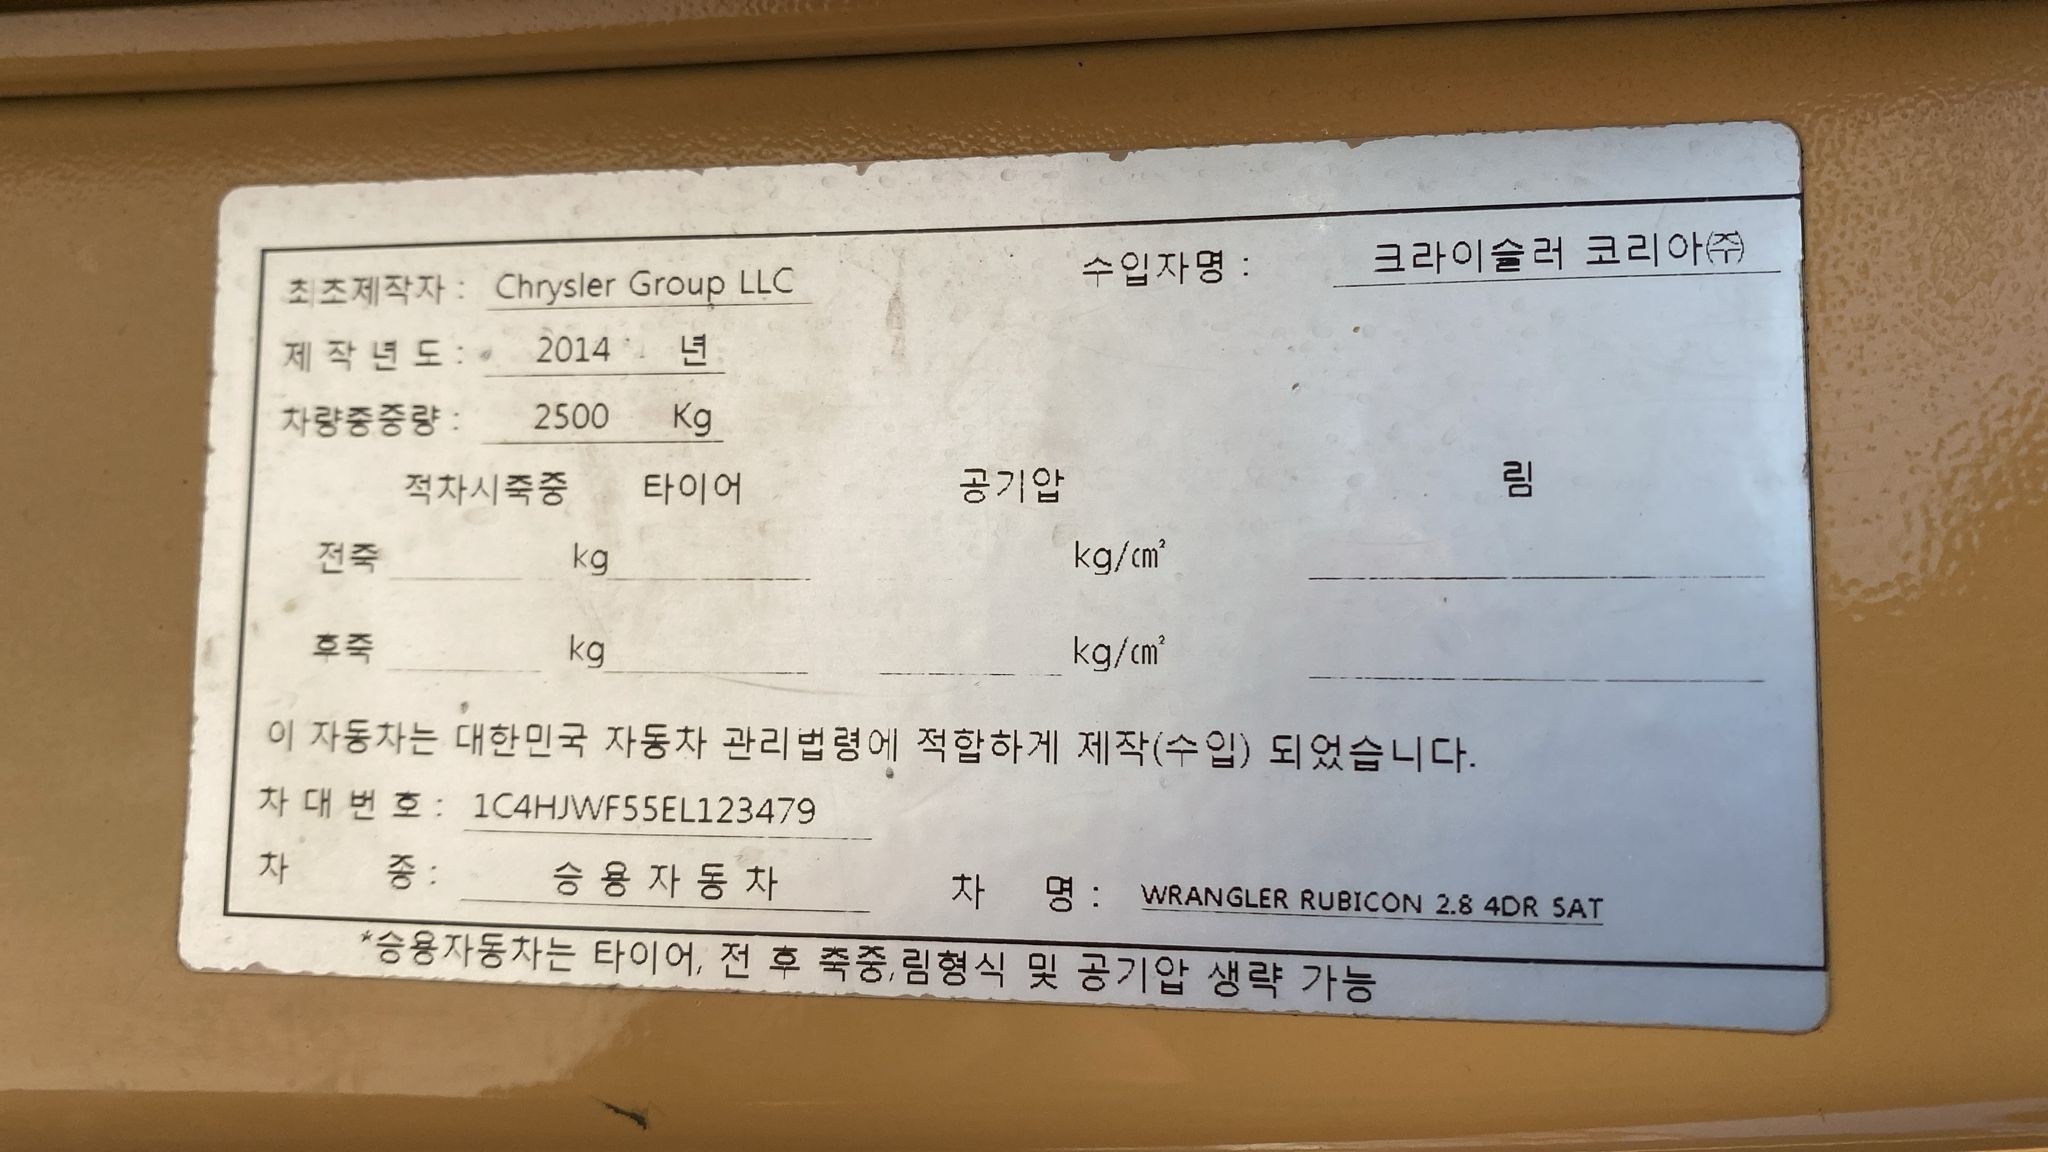 최초제작자 : Chrysler Group LLC 수입자명 : 크라이슬러 코리아㈜
제 작 년 도 : 2014 년
차량총중량 : 2500 Kg
적차시축중 타이어 공기압 림
전축 kg kg/㎠
후축 kg kg/㎠
이 자동차는 대한민국 자동차 관리법령에 적합하게 제작(수입) 되었습니다.
차 대 번 호 : 1C4HJWF55EL123479
차 종 : 승 용 자 동 차 차 명 : WRANGLER RUBICON 2.8 4DR 5AT
*승용자동차는 타이어, 전 후 축중,림형식 및 공기압 생략 가능